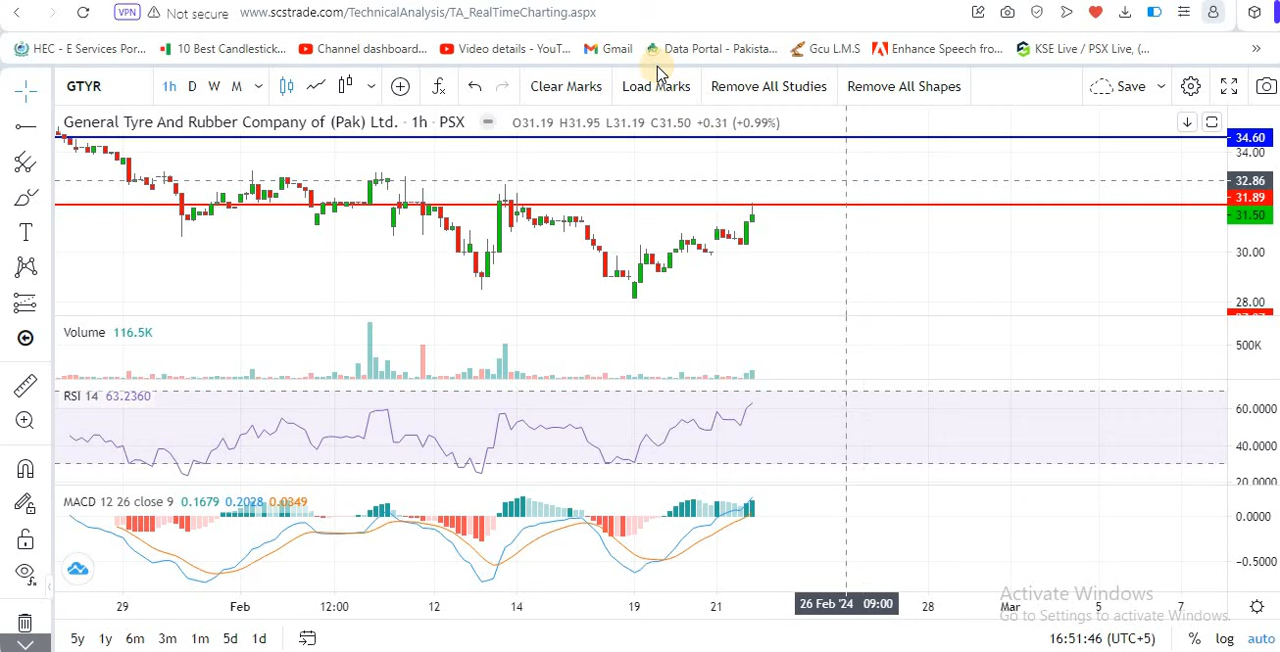 VPN Not secure www.scstrade.com/TechnicalAnalysis/TA_RealTimeCharting.aspx
HEC - E Services Por... 10 Best Candlestick... Channel dashboard... Video details - YouT... Gmail Data Portal - Pakista... Gcu L.M.S Enhance Speech fro... KSE Live / PSX Live, (... »
GTYR 1h D W M Clear Marks Load Marks Remove All Studies Remove All Shapes Save
General Tyre And Rubber Company of (Pak) Ltd. · 1h · PSX O31.19 H31.95 L31.19 C31.50 +0.31 (+0.99%)
34.60
34.00
32.86
31.89
31.50
30.00
28.00
Volume 116.5K
500K
RSI 14 63.2360
60.0000
40.0000
20.0000
MACD 12 26 close 9 0.1679 0.2028 0.0349
0.0000
-0.5000
Activate Windows
Go to Settings to activate Windows.
29 Feb 12:00 12 14 19 21 26 Feb '24 09:00 28 Mar 5 7
5y 1y 6m 3m 1m 5d 1d 16:51:46 (UTC+5) % log auto